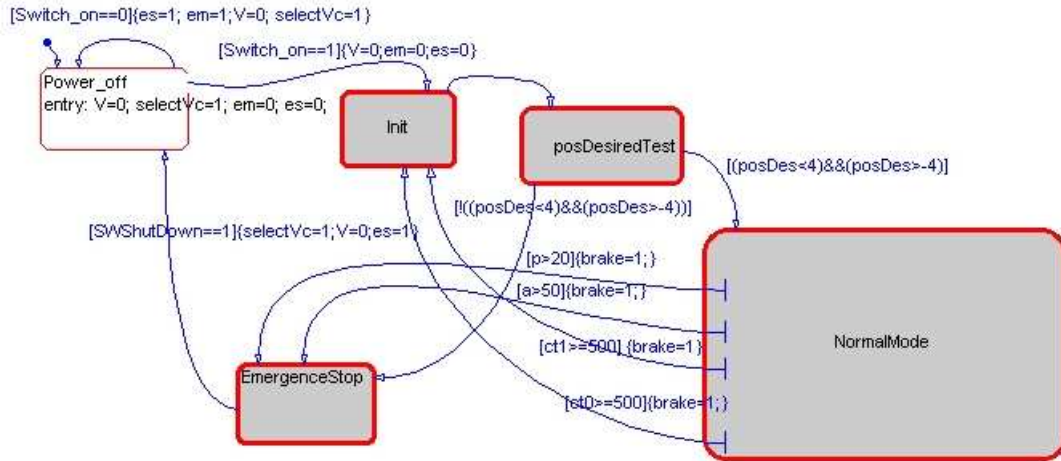 [Switch_on==0]{es=1; em=1;V=0; selectVc=1}
[Switch_on==1]{V=0;em=0;es=0}
Power_off
entry: V=0; selectVc=1; em=0; es=0;
Init
posDesiredTest
[(posDes<4)&&(posDes>-4)]
[!((posDes<4)&&(posDes>-4))]
[SWShutDown==1]{selectVc=1;V=0;es=1}
[p>20]{brake=1;}
[a>50]{brake=1;}
[ct1>=500] {brake=1}
NormalMode
EmergenceStop
[ct0>=500]{brake=1;}